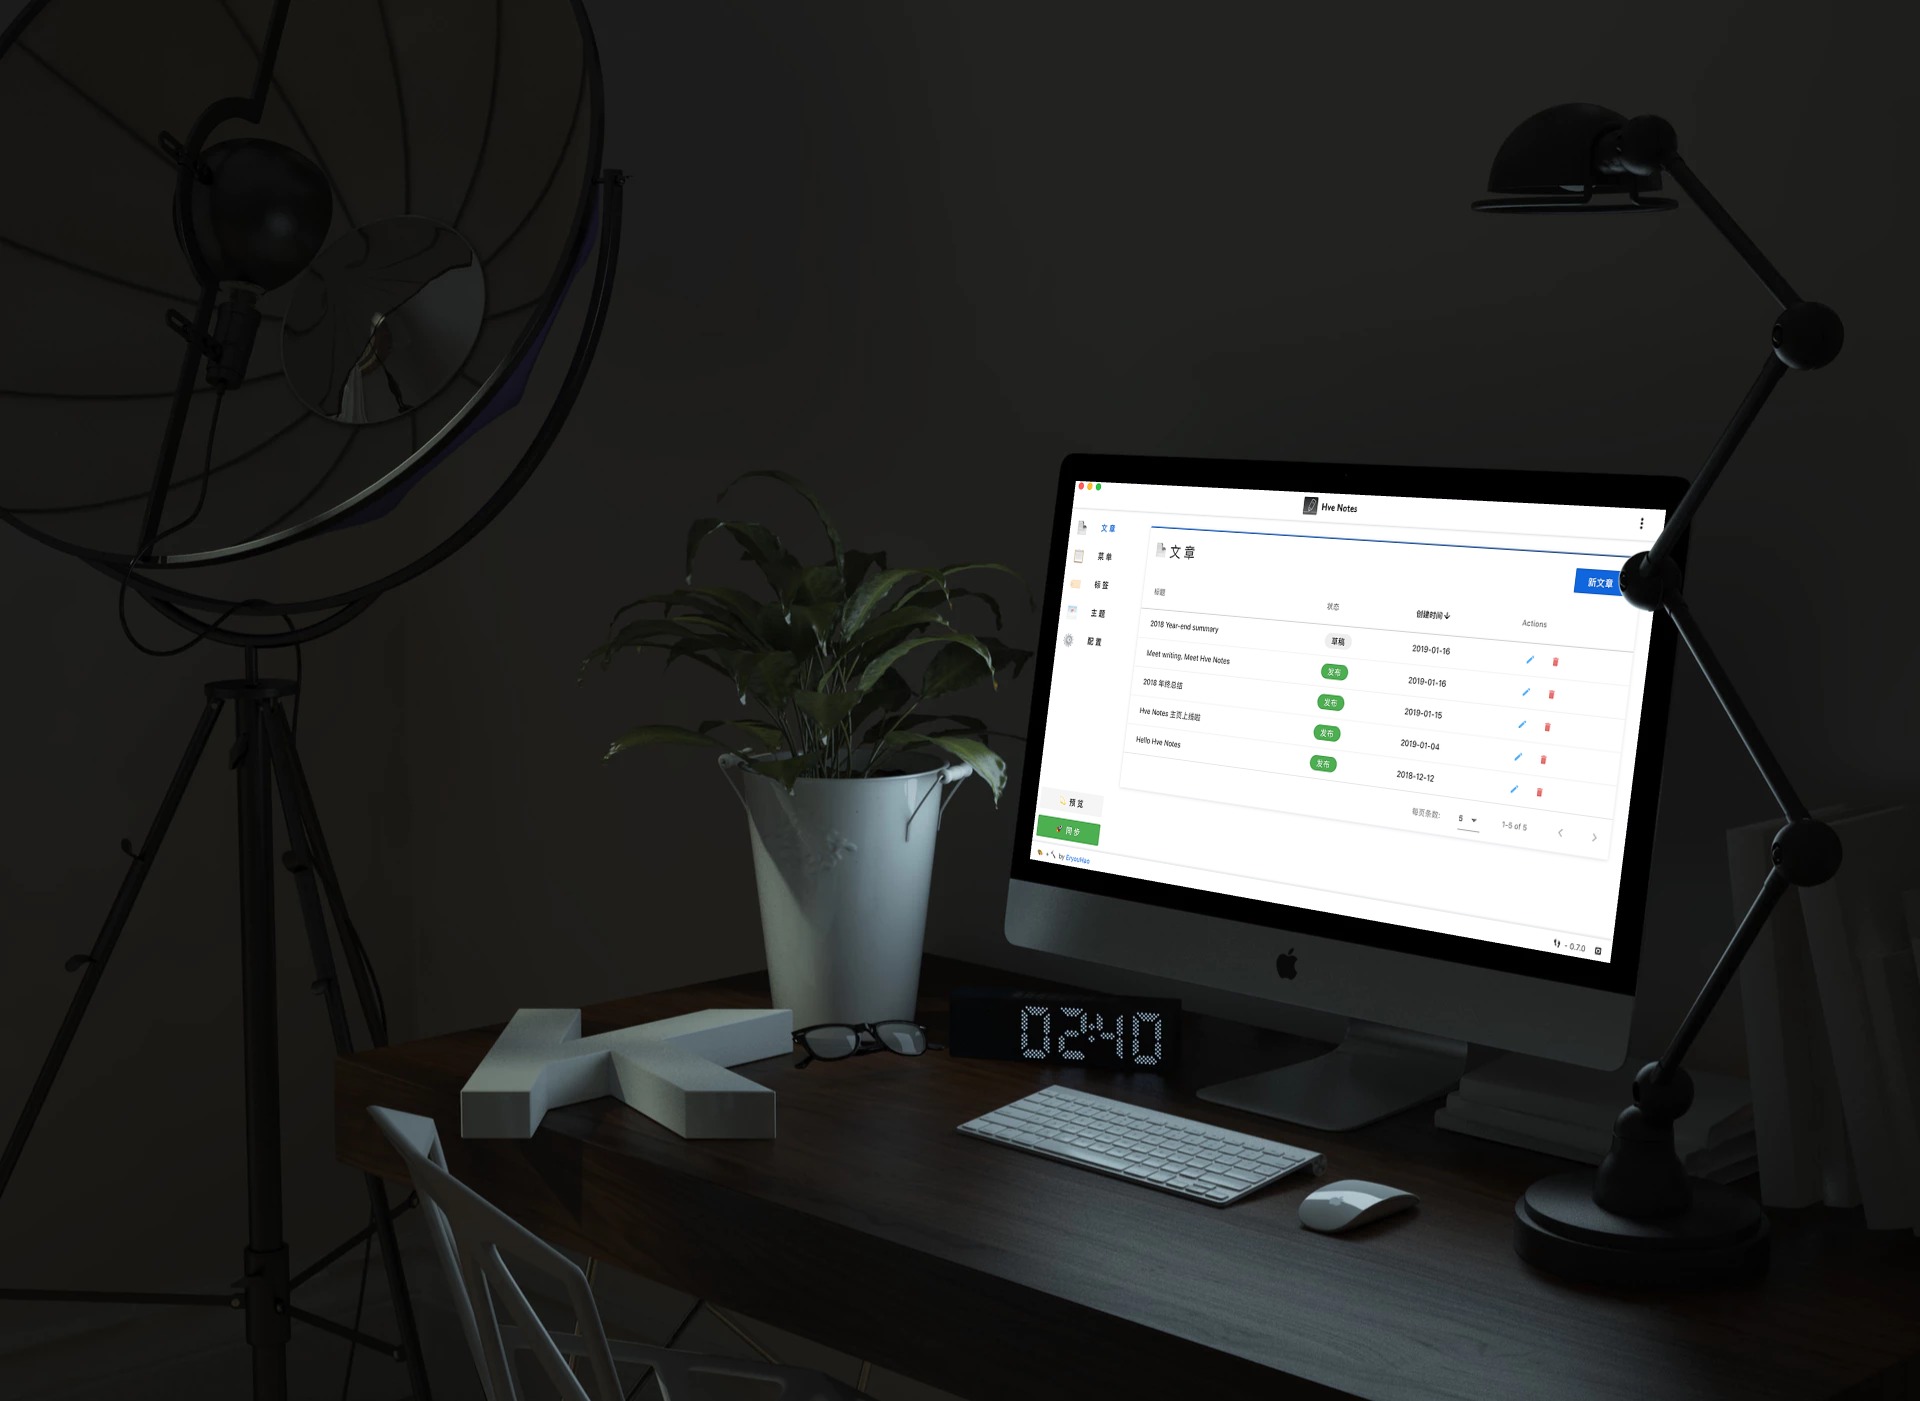 Hve Notes
文章
菜单
标签
主题
配置
文章
新文章
标题 状态 创建时间↓ Actions
2018 Year-end summary 草稿 2019-01-16
Meet writing, Meet Hve Notes 发布 2019-01-16
2018 年终总结 发布 2019-01-15
Hve Notes 主页上线啦 发布 2019-01-04
Hello Hve Notes 发布 2018-12-12
每页条数: 5 1-5 of 5
预览
同步
by EryouHao
- 0.7.0
02:40